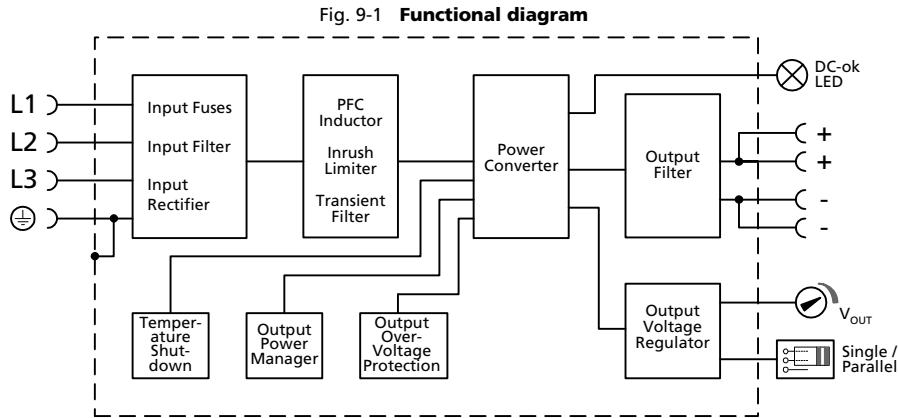 Fig. 9-1 Functional diagram
L1
L2
L3
Input Fuses
Input Filter
Input
Rectifier
PFC
Inductor
Inrush
Limiter
Transient
Filter
Power
Converter
Output
Filter
DC-ok
LED
+
+
-
-
Temper-
ature
Shut-
down
Output
Power
Manager
Output
Over-
Voltage
Protection
Output
Voltage
Regulator
VOUT
Single /
Parallel